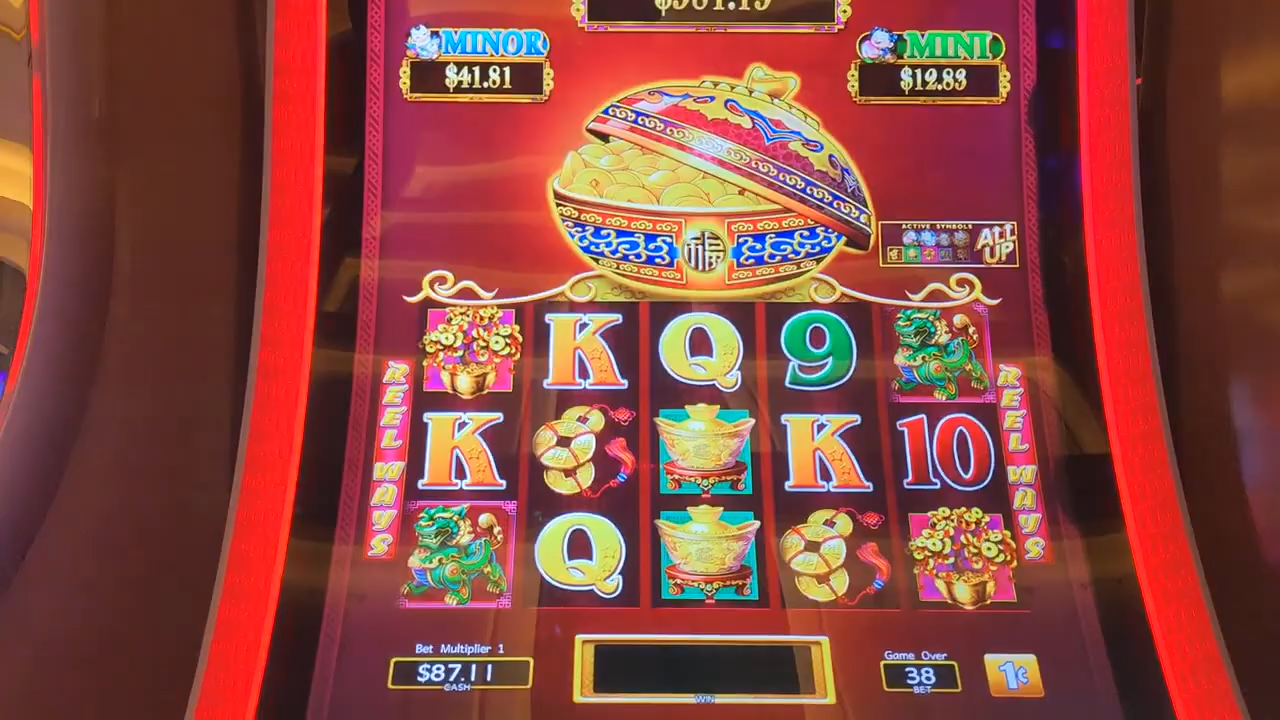 MINOR
$41.81
MINI
$12.83
福
ACTIVE SYMBOLS
ALL
UP
K
Q
9
REEL WAYS
K
K
10
REEL WAYS
Q
Bet Multiplier 1
$87.11
CASH
WIN
Game Over
38
BET
1¢